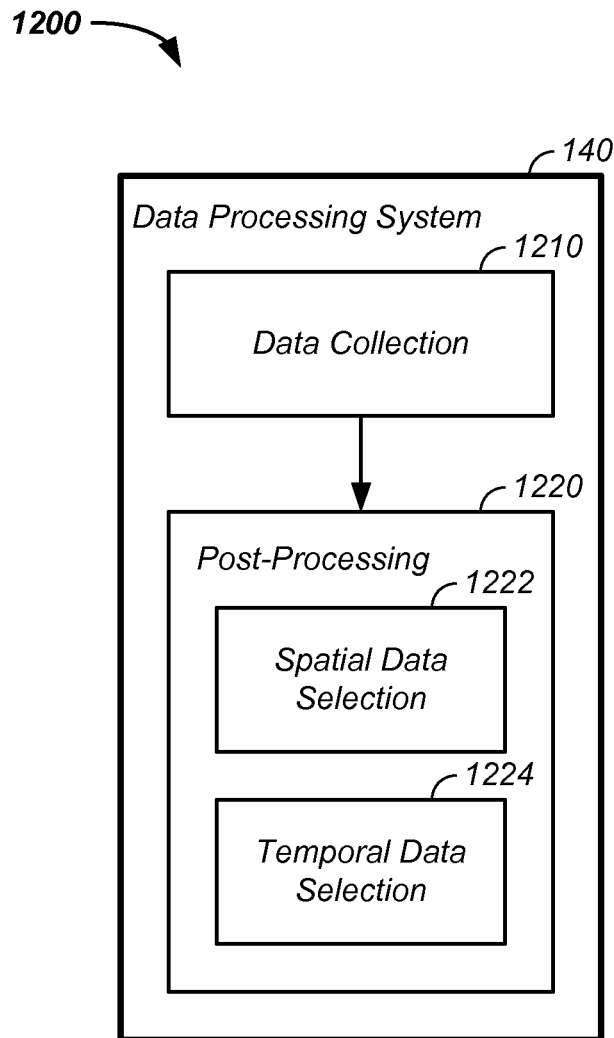 1200
140
Data Processing System
1210
Data Collection
1220
Post-Processing
1222
Spatial Data
Selection
1224
Temporal Data
Selection